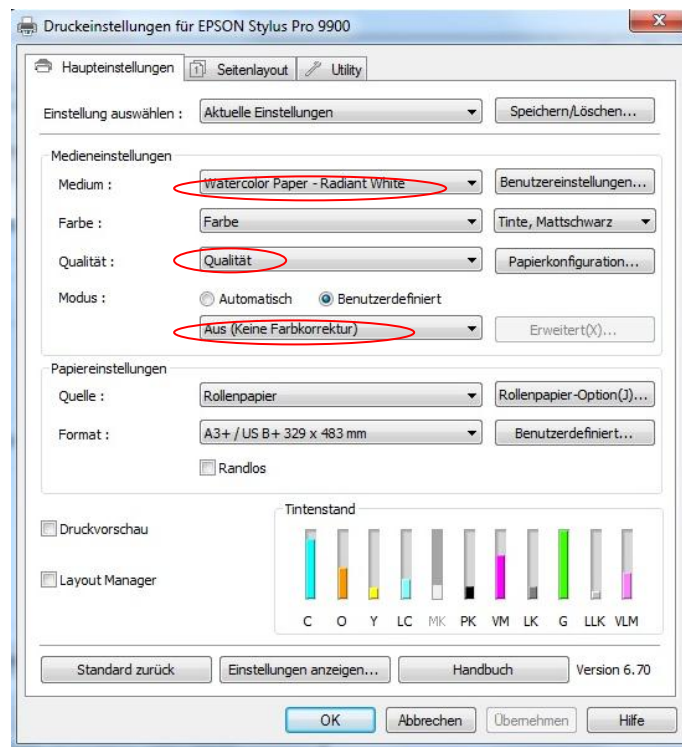 Druckeinstellungen für EPSON Stylus Pro 9900
Haupteinstellungen Seitenlayout Utility
Einstellung auswählen : Aktuelle Einstellungen Speichern/Löschen...
Medieneinstellungen
Medium : Watercolor Paper - Radiant White Benutzereinstellungen...
Farbe : Farbe Tinte, Mattschwarz
Qualität : Qualität Papierkonfiguration...
Modus : Automatisch Benutzerdefiniert
Aus (Keine Farbkorrektur) Erweitert(X)...
Papiereinstellungen
Quelle : Rollenpapier Rollenpapier-Option(J)...
Format : A3+ / US B+ 329 x 483 mm Benutzerdefiniert...
Randlos
Tintenstand
Druckvorschau
Layout Manager
C O Y LC MK PK VM LK G LLK VLM
Standard zurück Einstellungen anzeigen... Handbuch Version 6.70
OK Abbrechen Übernehmen Hilfe